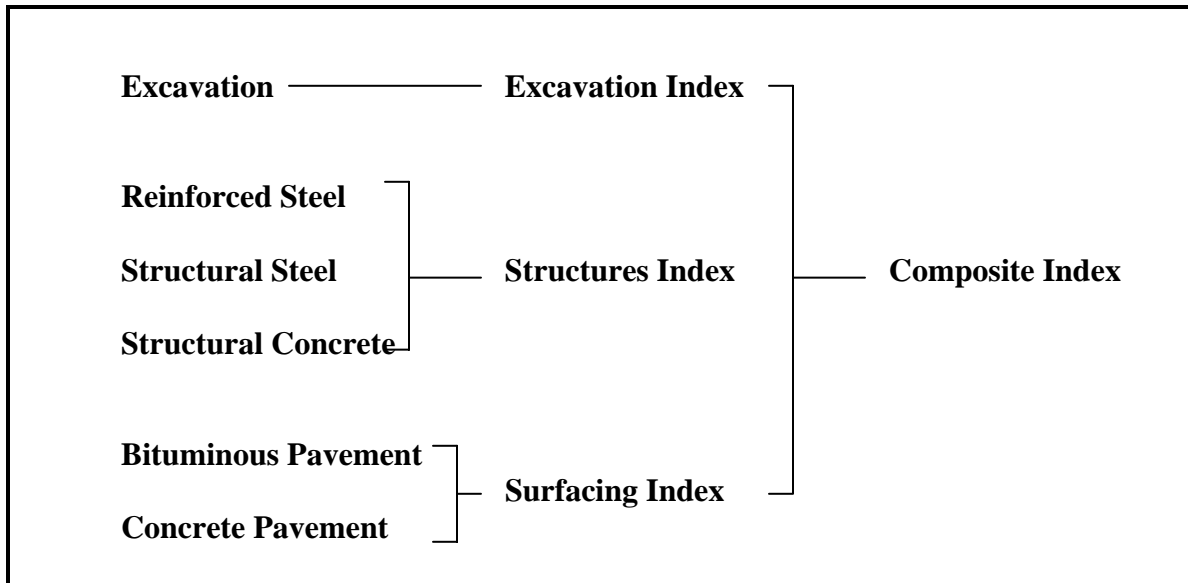 Excavation Excavation Index
Reinforced Steel
Structural Steel Structures Index Composite Index
Structural Concrete
Bituminous Pavement
Surfacing Index
Concrete Pavement